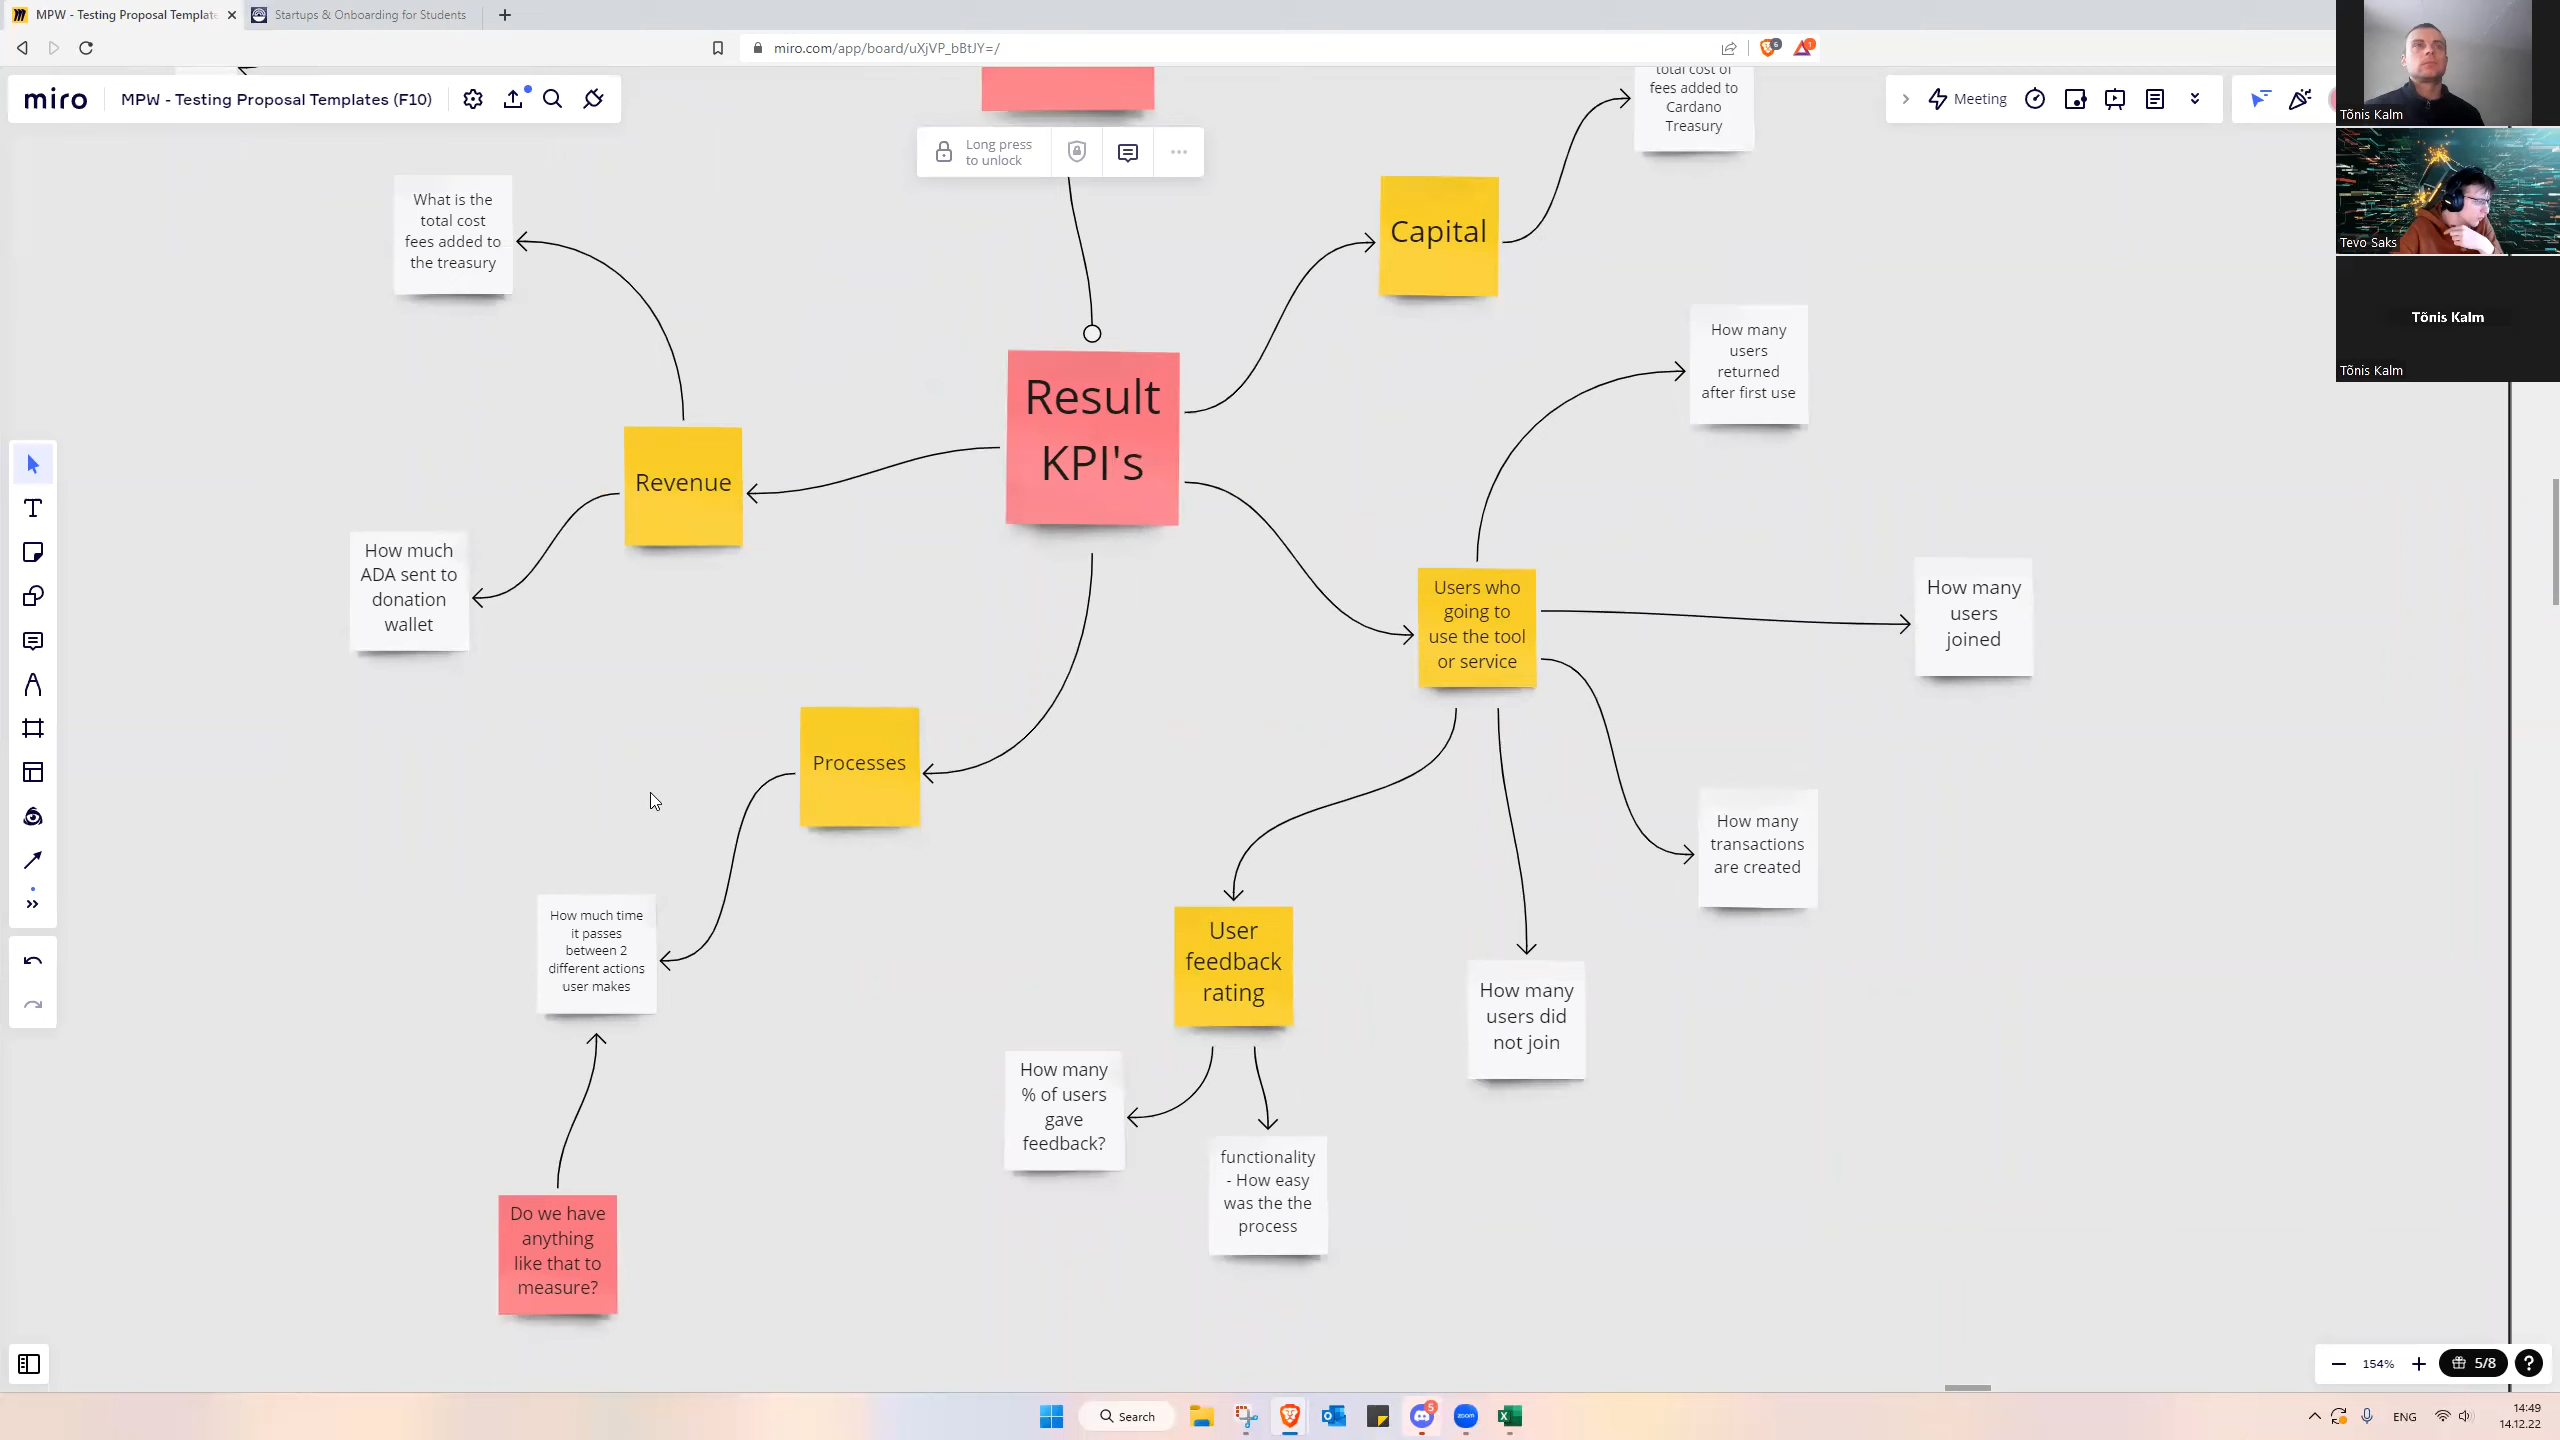 MPW - Testing Proposal Template
Startups & Onboarding for Students
miro.com/app/board/uXjVP_bBtJY=/
6
1
miro
MPW - Testing Proposal Templates (F10)
Meeting
Long press
to unlock
total cost of
fees added to
Cardano
Treasury
Tõnis Kalm
Tevo Saks
Tõnis Kalm
Tõnis Kalm
What is the
total cost
fees added to
the treasury
Capital
How many
users
returned
after first use
Result
KPI's
Revenue
How much
ADA sent to
donation
wallet
Users who
going to
use the tool
or service
How many
users
joined
Processes
How many
transactions
are created
How much time
it passes
between 2
different actions
user makes
User
feedback
rating
How many
users did
not join
How many
% of users
gave
feedback?
functionality
- How easy
was the the
process
Do we have
anything
like that to
measure?
154%
5/8
?
Search
5
zoom
ENG
14:49
14.12.22